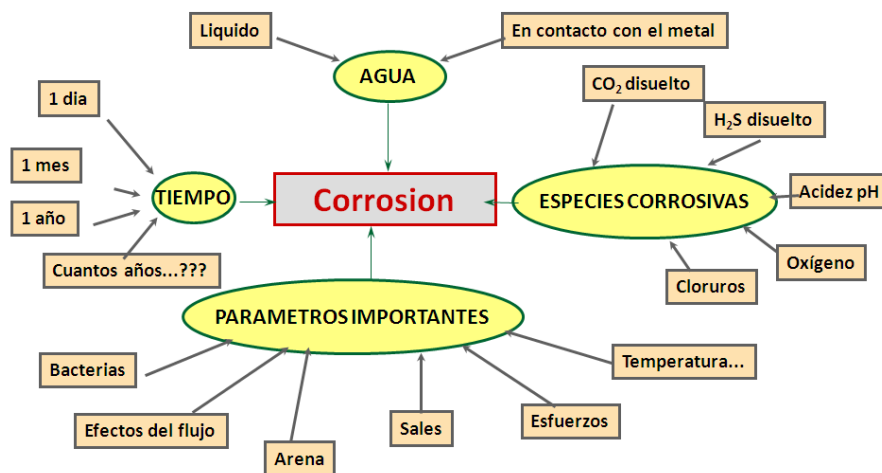 Liquido
En contacto con el metal
AGUA
CO₂ disuelto
1 dia
H₂S disuelto
1 mes
TIEMPO
Corrosion
ESPECIES CORROSIVAS
Acidez pH
1 año
Cuantos años...???
Oxígeno
Cloruros
PARAMETROS IMPORTANTES
Bacterias
Temperatura...
Efectos del flujo
Sales
Esfuerzos
Arena